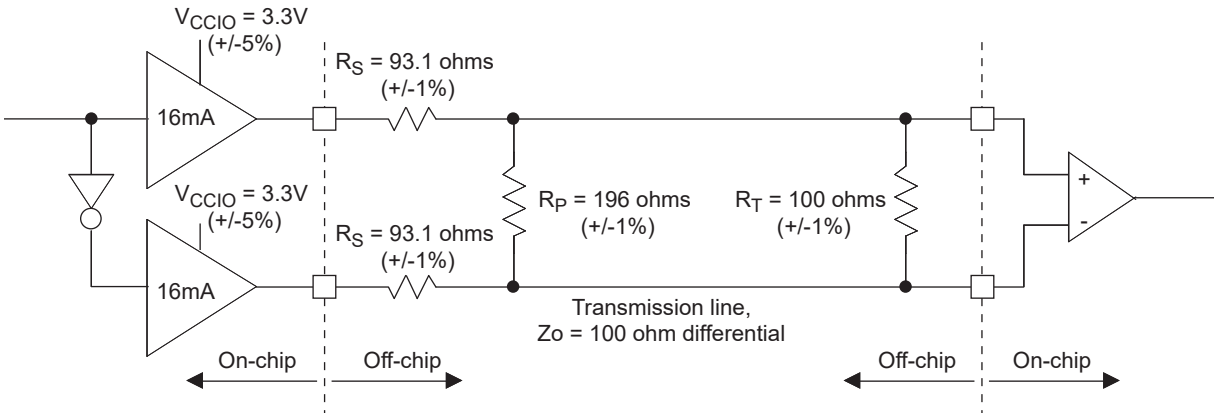 VCCIO = 3.3V
(+/-5%)
RS = 93.1 ohms
(+/-1%)
16mA
VCCIO = 3.3V
(+/-5%)
RS = 93.1 ohms
(+/-1%)
16mA
RP = 196 ohms
(+/-1%)
RT = 100 ohms
(+/-1%)
+
-
Transmission line,
Zo = 100 ohm differential
On-chip
Off-chip
Off-chip
On-chip